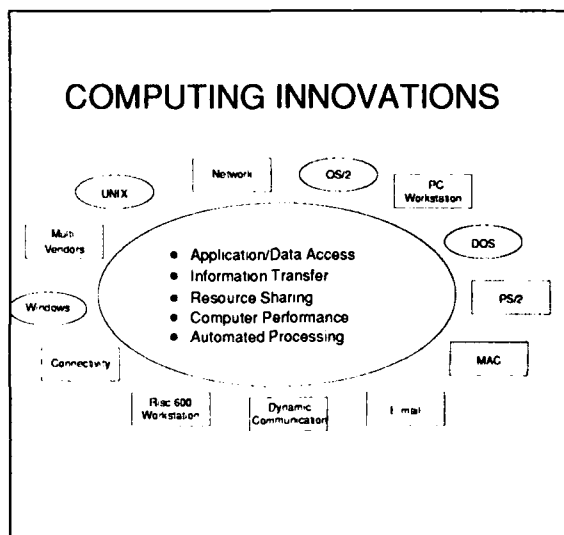 COMPUTING INNOVATIONS
Network
OS/2
PC
Workstation
UNIX
DOS
Multi
Vendors
● Application/Data Access
● Information Transfer
● Resource Sharing
● Computer Performance
● Automated Processing
Windows
PS/2
Connectivity
MAC
Risc 600
Workstation
Dynamic
Communication
E-mail